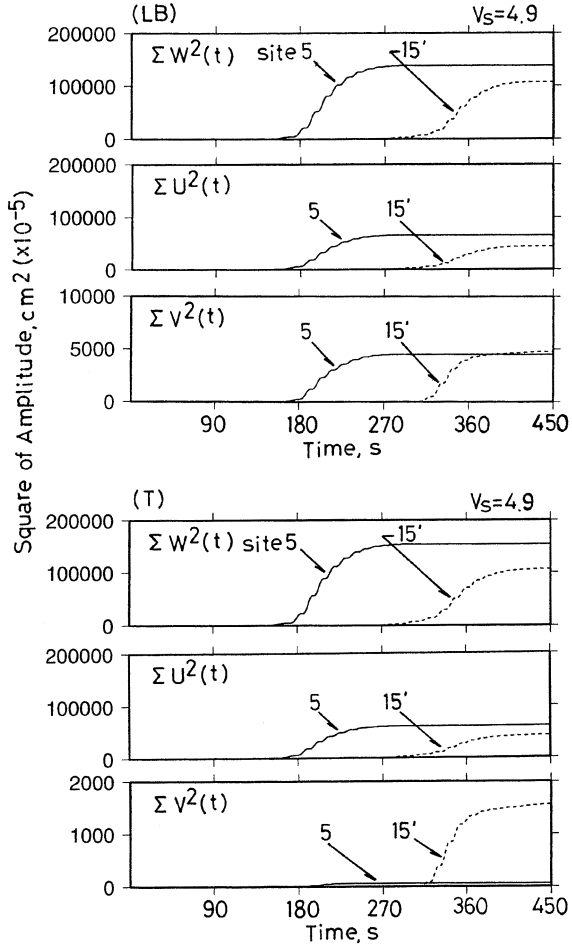 (LB) Vs=4.9
200000
ΣW²(t) site 5 15'
100000
0
200000
ΣU²(t)
5 15'
100000
0
10000
ΣV²(t)
5 15'
5000
0
90 180 270 360 450
Time, s
Square of Amplitude, cm² (x10⁻⁵)
(T) Vs=4.9
200000
ΣW²(t) site 5 15'
100000
0
200000
ΣU²(t)
5 15'
100000
0
2000
ΣV²(t)
1000 5 15'
0
90 180 270 360 450
Time, s